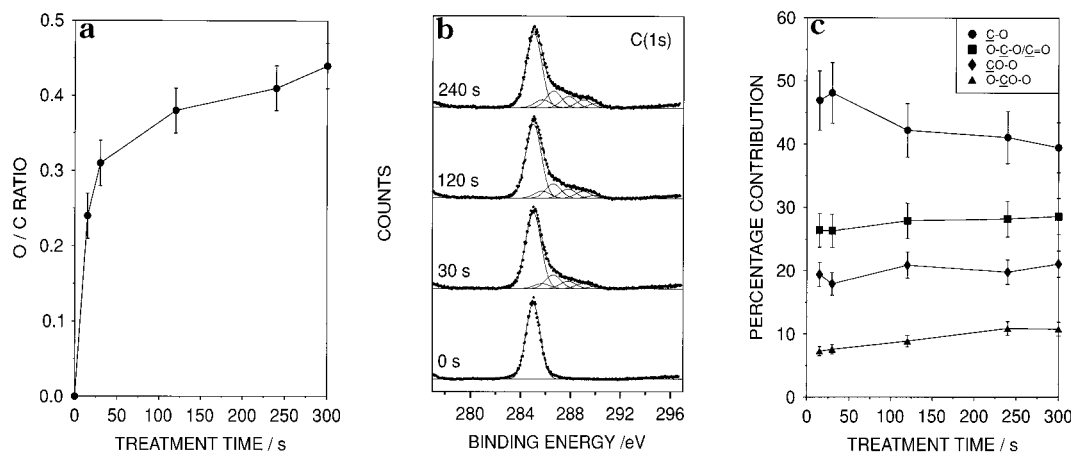 a
O / C RATIO
0.5
0.4
0.3
0.2
0.1
0.0
0 50 100 150 200 250 300
TREATMENT TIME / s
b
C(1s)
COUNTS
240 s
120 s
30 s
0 s
280 284 288 292 296
BINDING ENERGY /eV
c
C-O
O-C-O/C=O
CO-O
O-CO-O
PERCENTAGE CONTRIBUTION
60
50
40
30
20
10
0
0 50 100 150 200 250 300
TREATMENT TIME / s